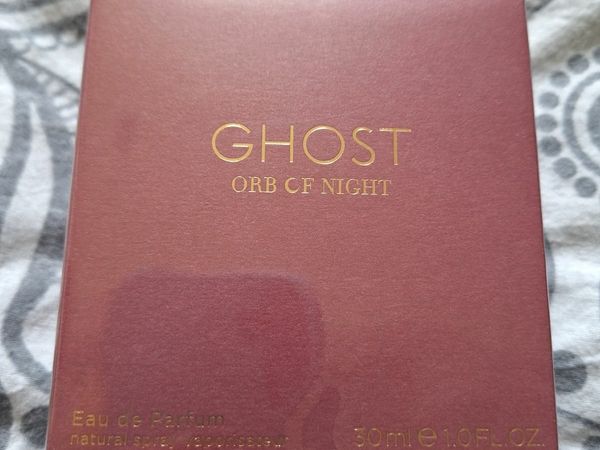 GHOST
ORB OF NIGHT
Eau de Parfum
natural spray vaporisateur
30ml ℮ 1.0FL.OZ.